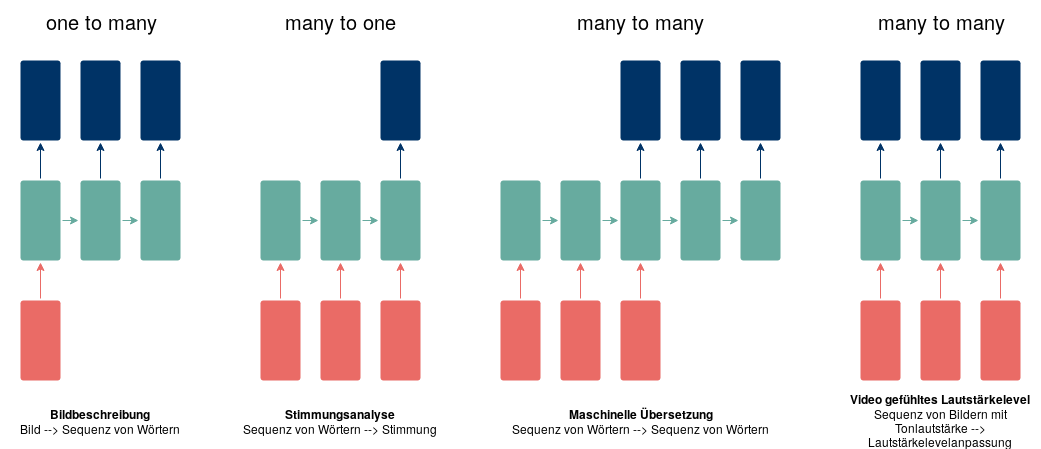 one to many
many to one
many to many
many to many
Bildbeschreibung
Bild --> Sequenz von Wörtern
Stimmungsanalyse
Sequenz von Wörtern --> Stimmung
Maschinelle Übersetzung
Sequenz von Wörtern --> Sequenz von Wörtern
Video gefühltes Lautstärkelevel
Sequenz von Bildern mit
Tonlautstärke -->
Lautstärkelevelanpassung